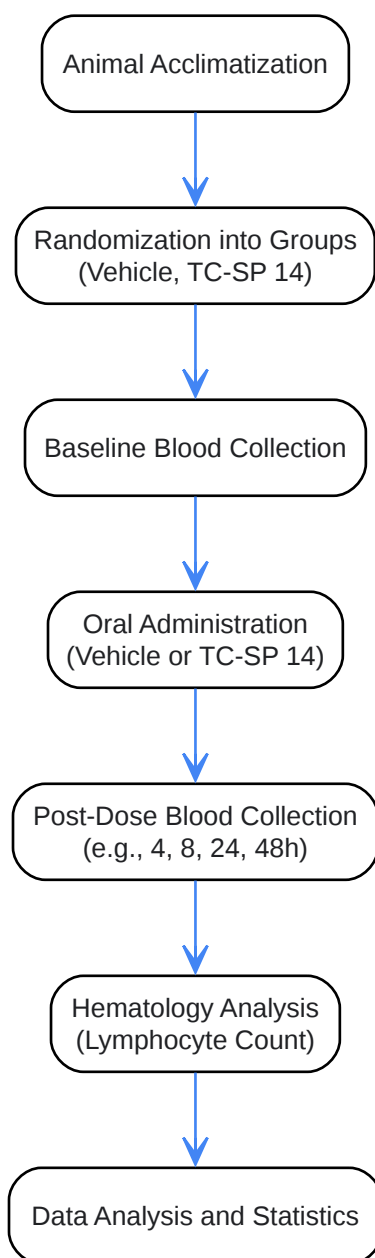 Animal Acclimatization
Randomization into Groups
(Vehicle, TC-SP 14)
Baseline Blood Collection
Oral Administration
(Vehicle or TC-SP 14)
Post-Dose Blood Collection
(e.g., 4, 8, 24, 48h)
Hematology Analysis
(Lymphocyte Count)
Data Analysis and Statistics